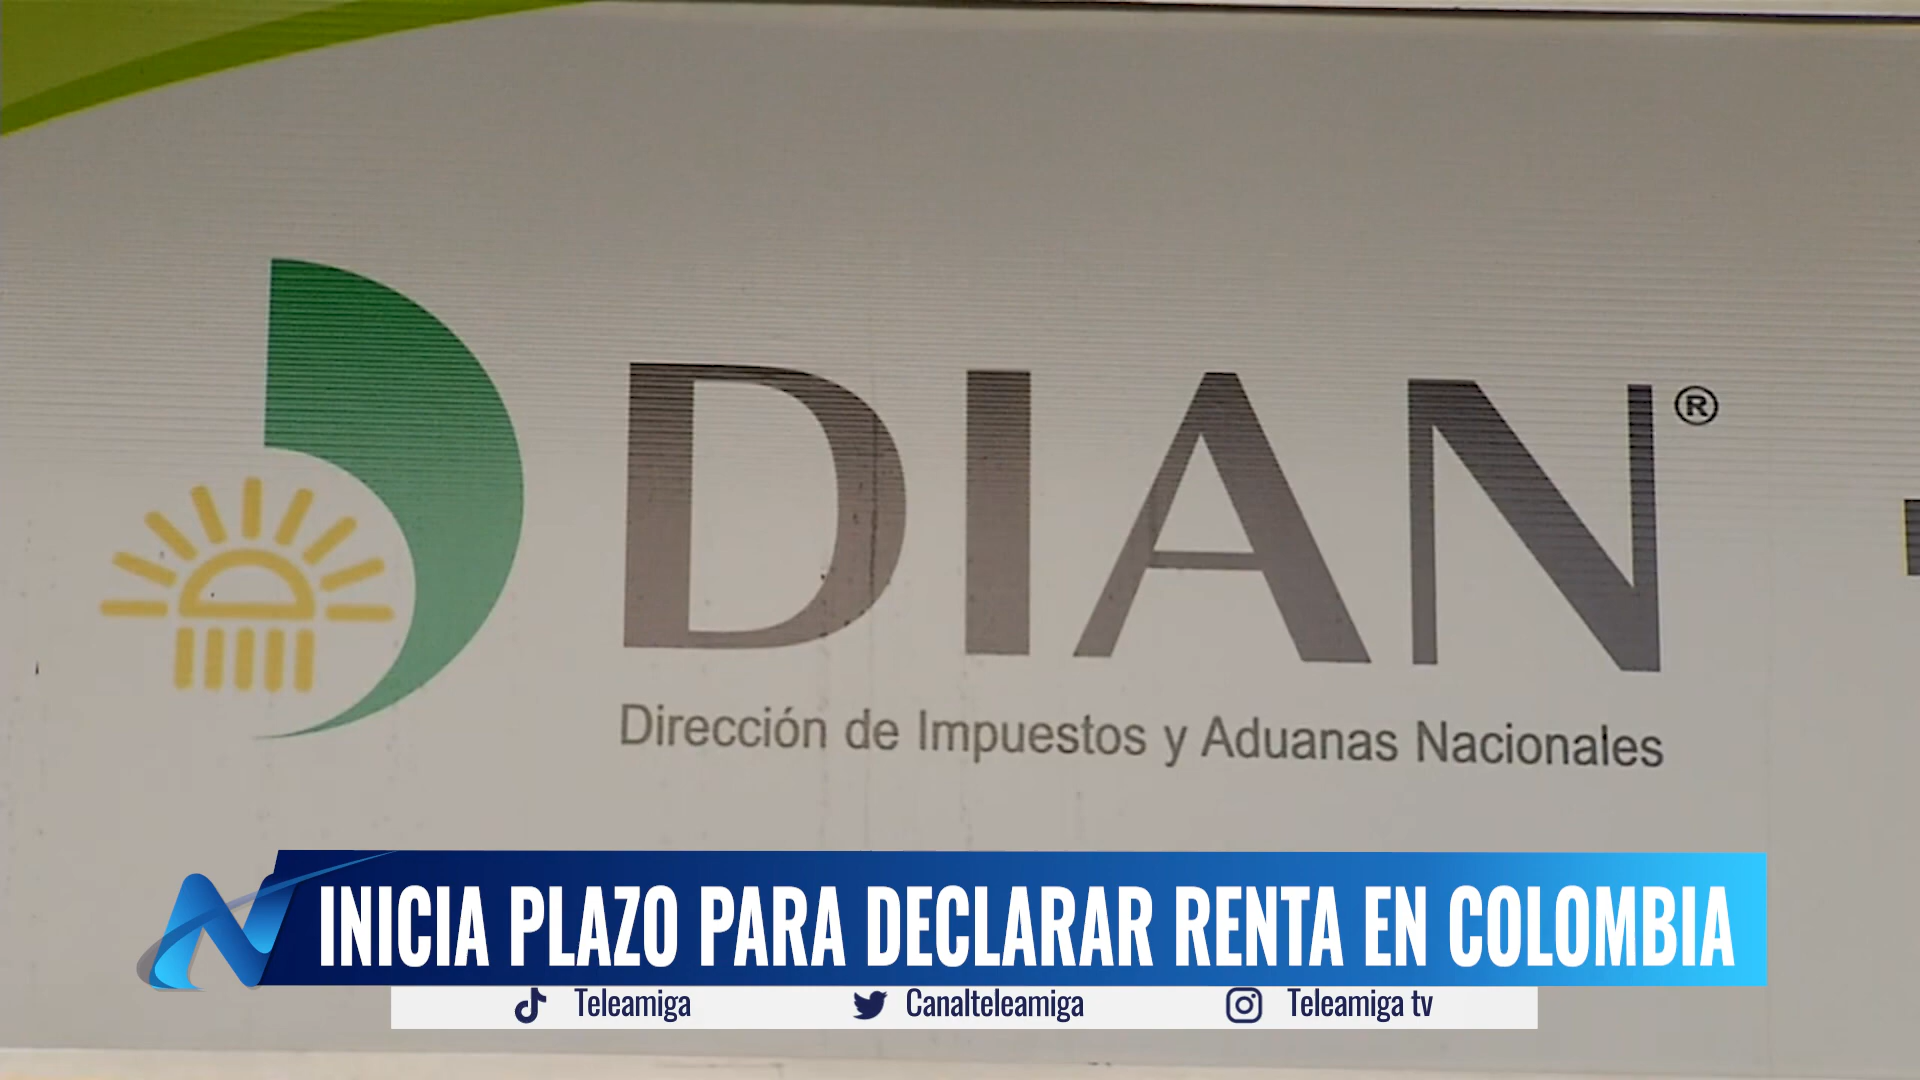 DIAN®
Dirección de Impuestos y Aduanas Nacionales
INICIA PLAZO PARA DECLARAR RENTA EN COLOMBIA
Teleamiga Canalteleamiga Teleamiga tv